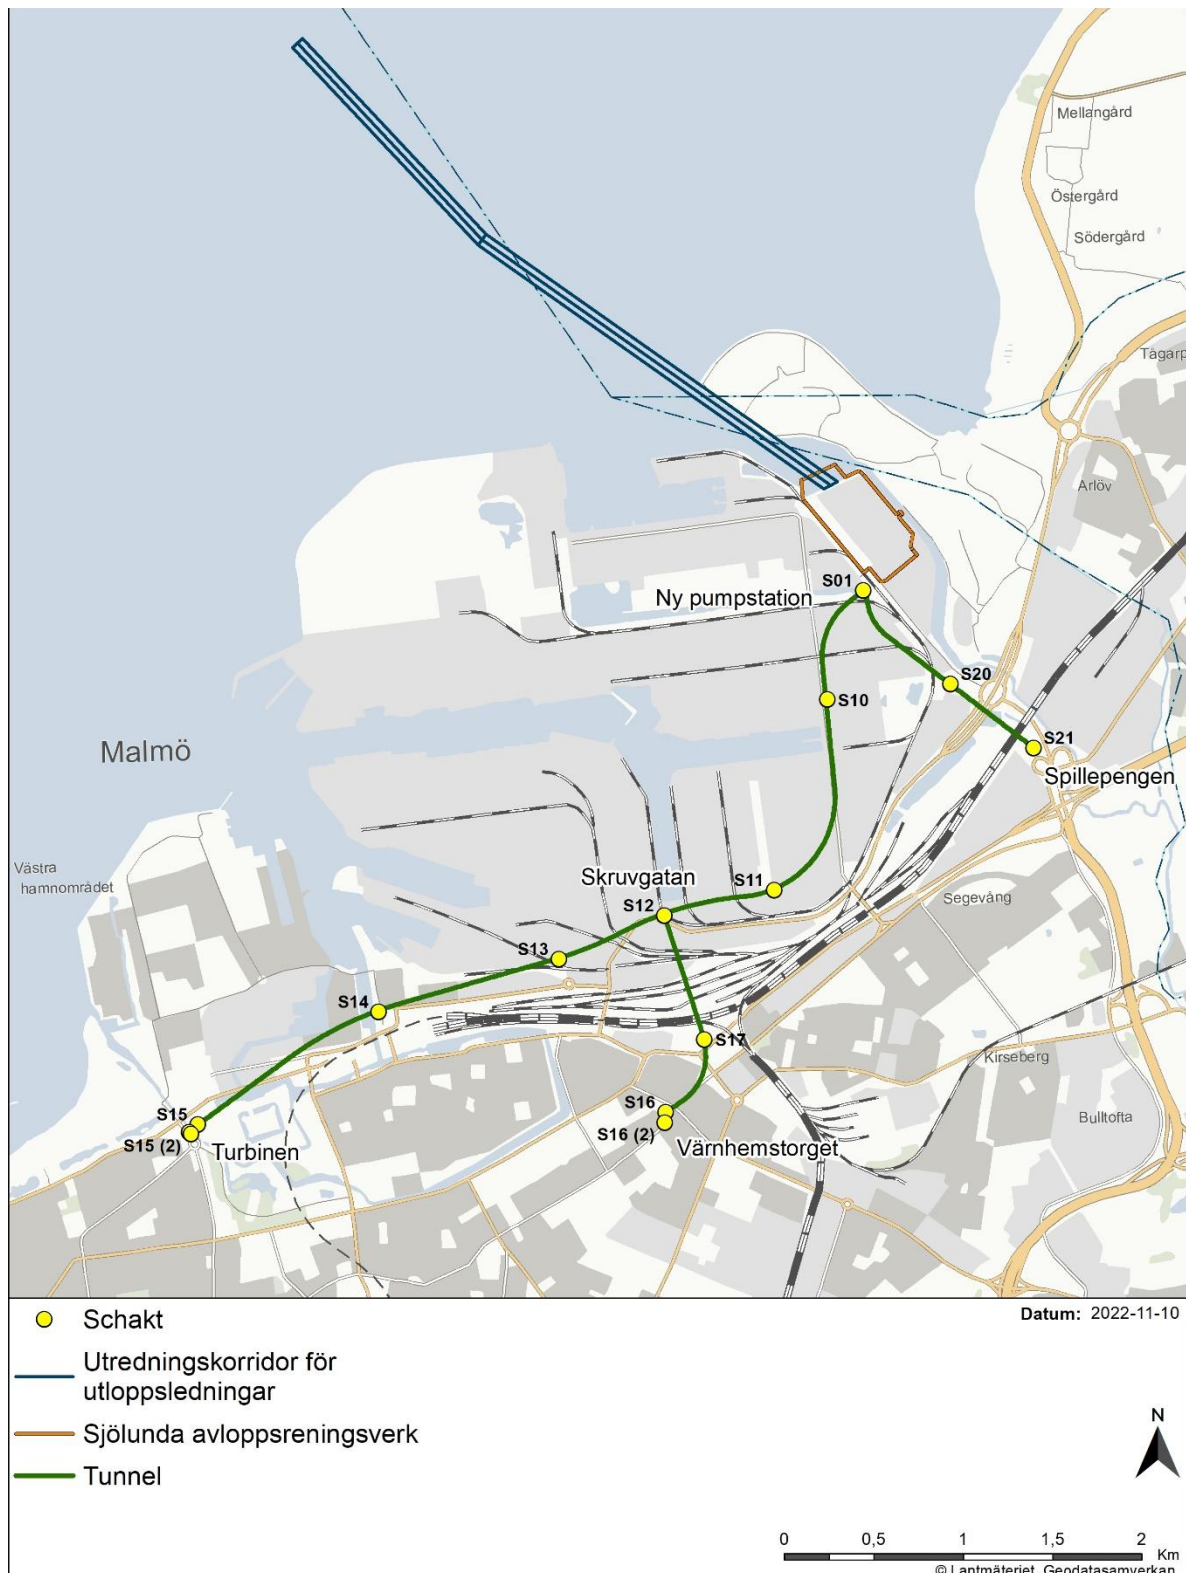 Mellangård
Östergård
Södergård
Tågarp
Arlöv
S01
Ny pumpstation
S20
S10
S21
Spillepengen
Malmö
Västra
hamnområdet
Skruvgatan
S11
Segevång
S12
S13
S14
S17
Kirseberg
S16
S15
Bulltofta
S16 (2)
S15 (2)
Värnhemstorget
Turbinen
Schakt
Datum: 2022-11-10
Utredningskorridor för
utloppsledningar
Sjölunda avloppsreningsverk
N
Tunnel
0 0,5 1 1,5 2
Km
© Lantmäteriet, Geodatasamverkan